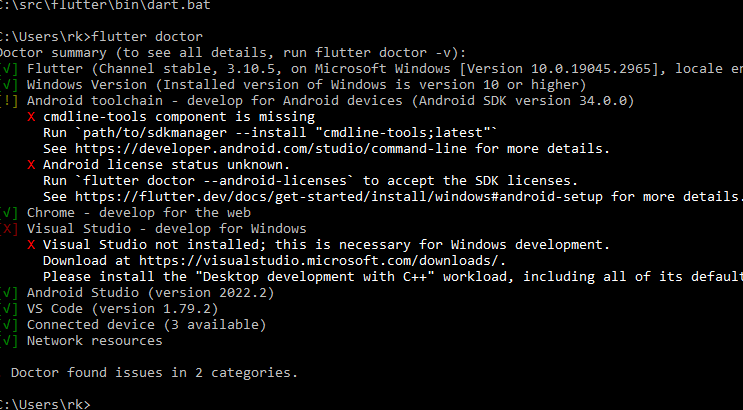 C:\src\flutter\bin\dart.bat
C:\Users\rk>flutter doctor
Doctor summary (to see all details, run flutter doctor -v):
[√] Flutter (Channel stable, 3.10.5, on Microsoft Windows [Version 10.0.19045.2965], locale en
[√] Windows Version (Installed version of Windows is version 10 or higher)
[!] Android toolchain - develop for Android devices (Android SDK version 34.0.0)
X cmdline-tools component is missing
Run `path/to/sdkmanager --install "cmdline-tools;latest"`
See https://developer.android.com/studio/command-line for more details.
X Android license status unknown.
Run `flutter doctor --android-licenses` to accept the SDK licenses.
See https://flutter.dev/docs/get-started/install/windows#android-setup for more details.
[√] Chrome - develop for the web
[X] Visual Studio - develop for Windows
X Visual Studio not installed; this is necessary for Windows development.
Download at https://visualstudio.microsoft.com/downloads/.
Please install the "Desktop development with C++" workload, including all of its default
[√] Android Studio (version 2022.2)
[√] VS Code (version 1.79.2)
[√] Connected device (3 available)
[√] Network resources
Doctor found issues in 2 categories.
C:\Users\rk>